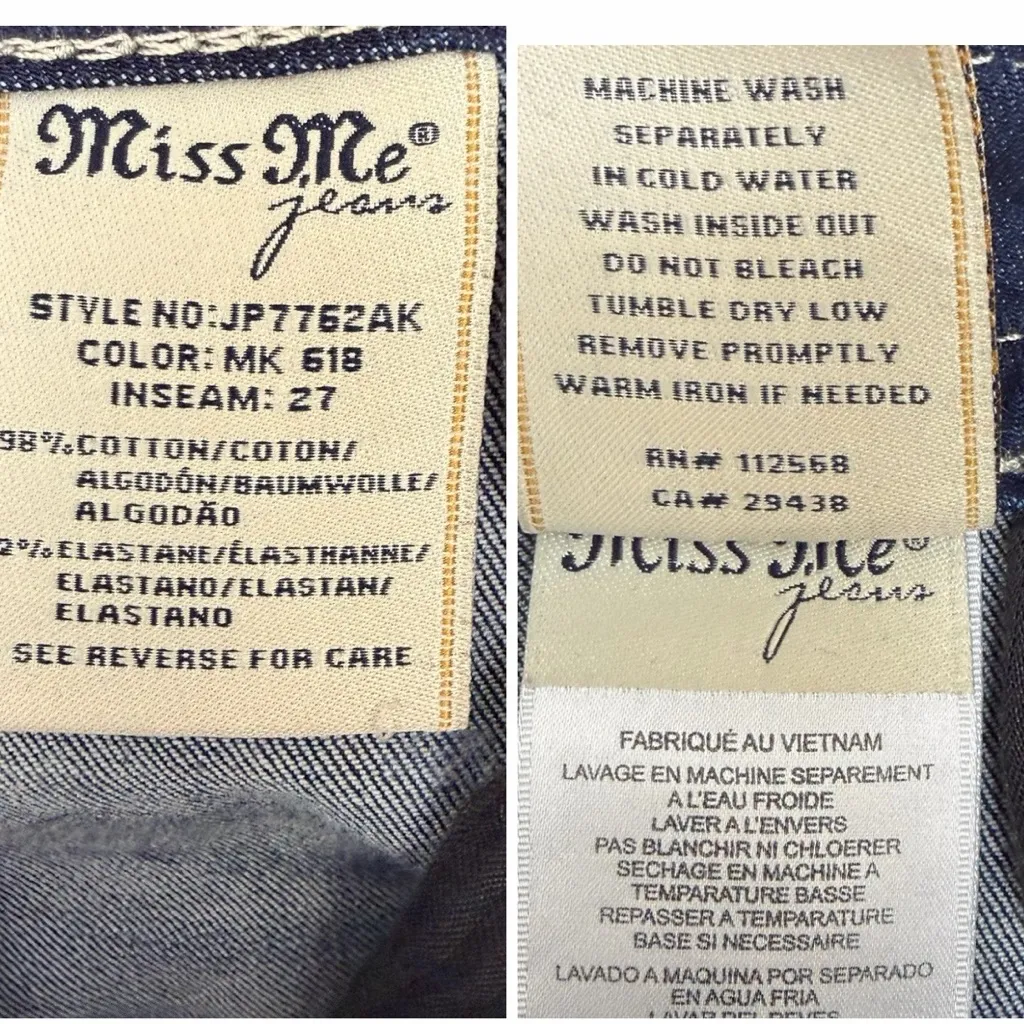 Miss Me®
jeans
STYLE NO:JP7762AK
COLOR: MK 618
INSEAM: 27
98%COTTON/COTON/
ALGODÓN/BAUMWOLLE/
ALGODÃO
2%ELASTANE/ÉLASTHANNE/
ELASTANO/ELASTAN/
ELASTANO
SEE REVERSE FOR CARE
MACHINE WASH
SEPARATELY
IN COLD WATER
WASH INSIDE OUT
DO NOT BLEACH
TUMBLE DRY LOW
REMOVE PROMPTLY
WARM IRON IF NEEDED
RN# 112568
CA# 29438
Miss Me®
jeans
FABRIQUÉ AU VIETNAM
LAVAGE EN MACHINE SEPAREMENT
A L'EAU FROIDE
LAVER A L'ENVERS
PAS BLANCHIR NI CHLOERER
SECHAGE EN MACHINE A
TEMPARATURE BASSE
REPASSER A TEMPARATURE
BASE SI NECESSAIRE
LAVADO A MAQUINA POR SEPARADO
EN AGUA FRIA
LAVAR DEL REVES